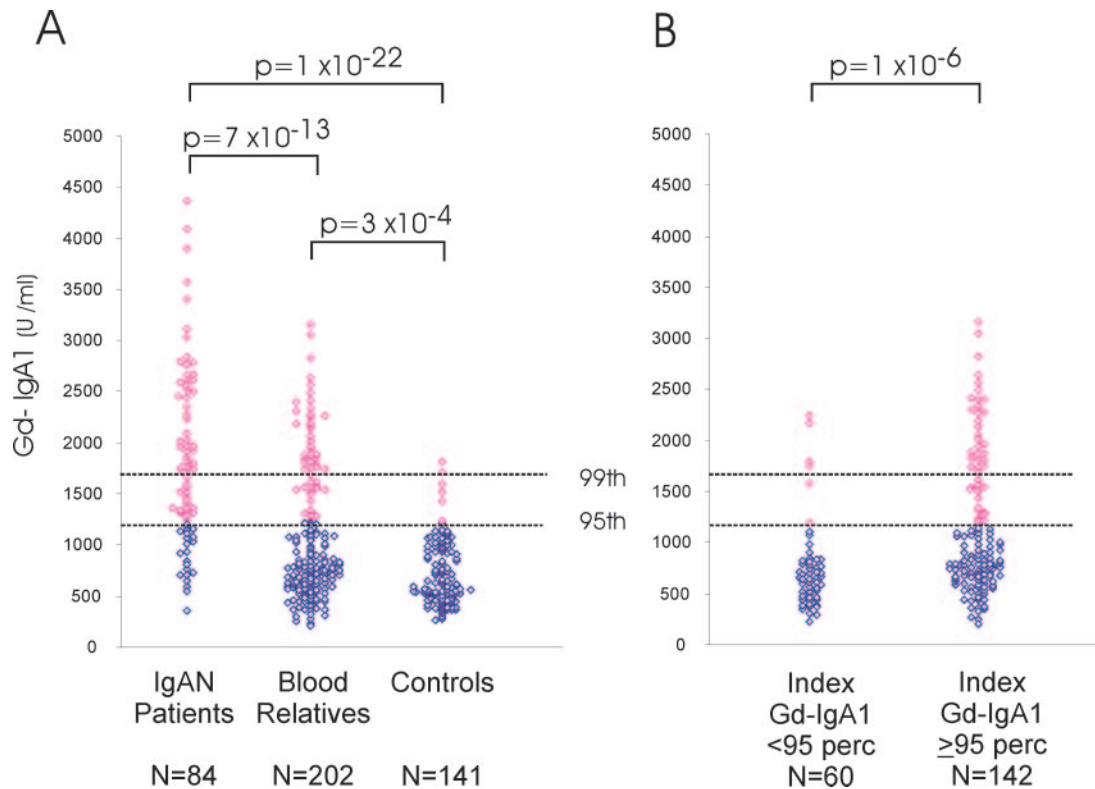 A
B
p=1 x10-22
p=1 x10-6
p=7 x10-13
p=3 x10-4
Gd- IgA1 (U /ml)
5000
4500
4000
3500
3000
2500
2000
1500
1000
500
0
99th
95th
5000
4500
4000
3500
3000
2500
2000
1500
1000
500
0
IgAN
Patients
N=84
Blood
Relatives
N=202
Controls
N=141
Index
Gd-IgA1
<95 perc
N=60
Index
Gd-IgA1
≥95 perc
N=142